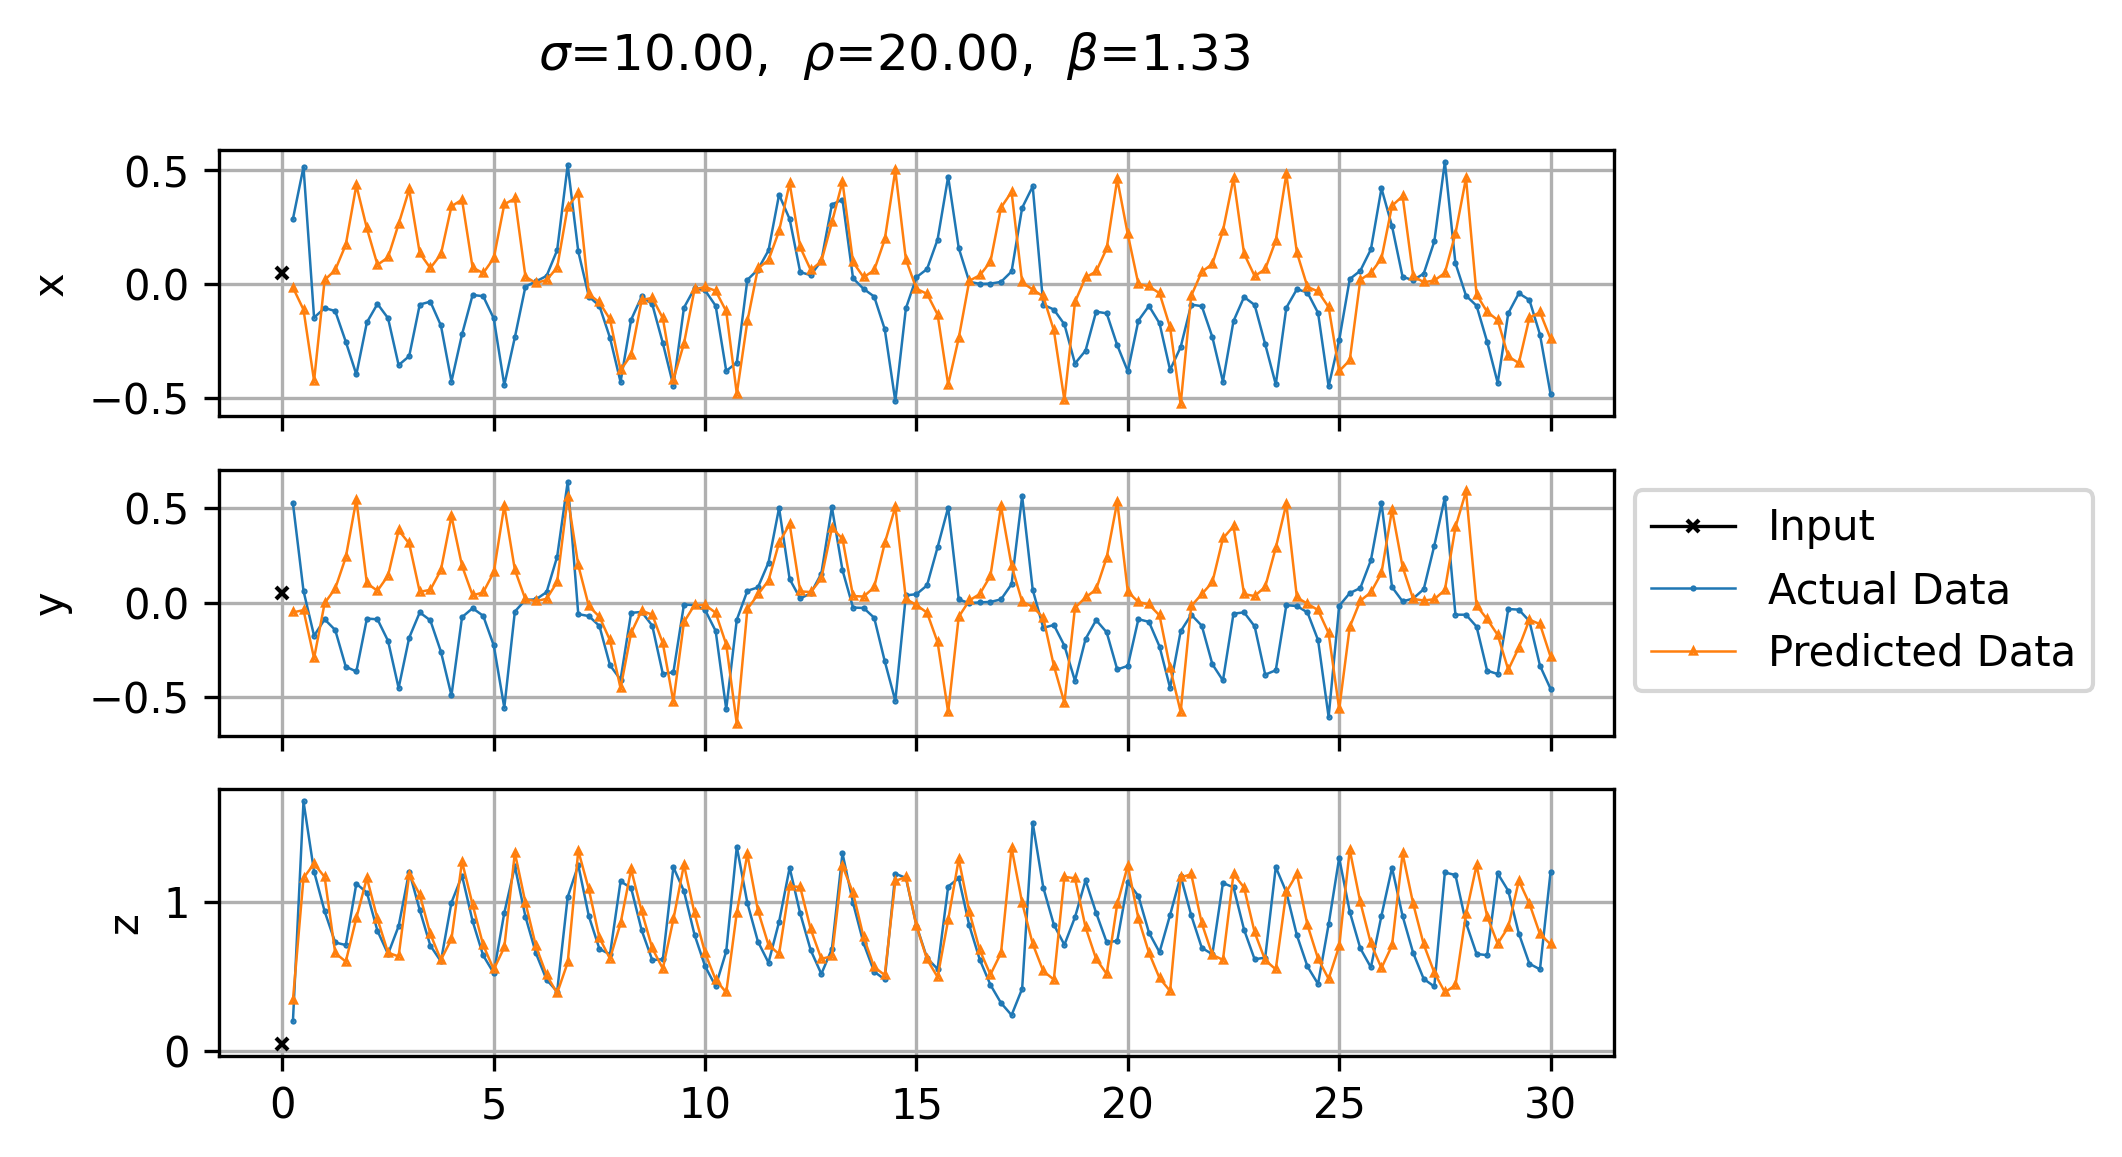 σ=10.00, ρ=20.00, β=1.33
0.5
0.0
−0.5
x
0.5
0.0
−0.5
y
Input
Actual Data
Predicted Data
1
0
z
0 5 10 15 20 25 30